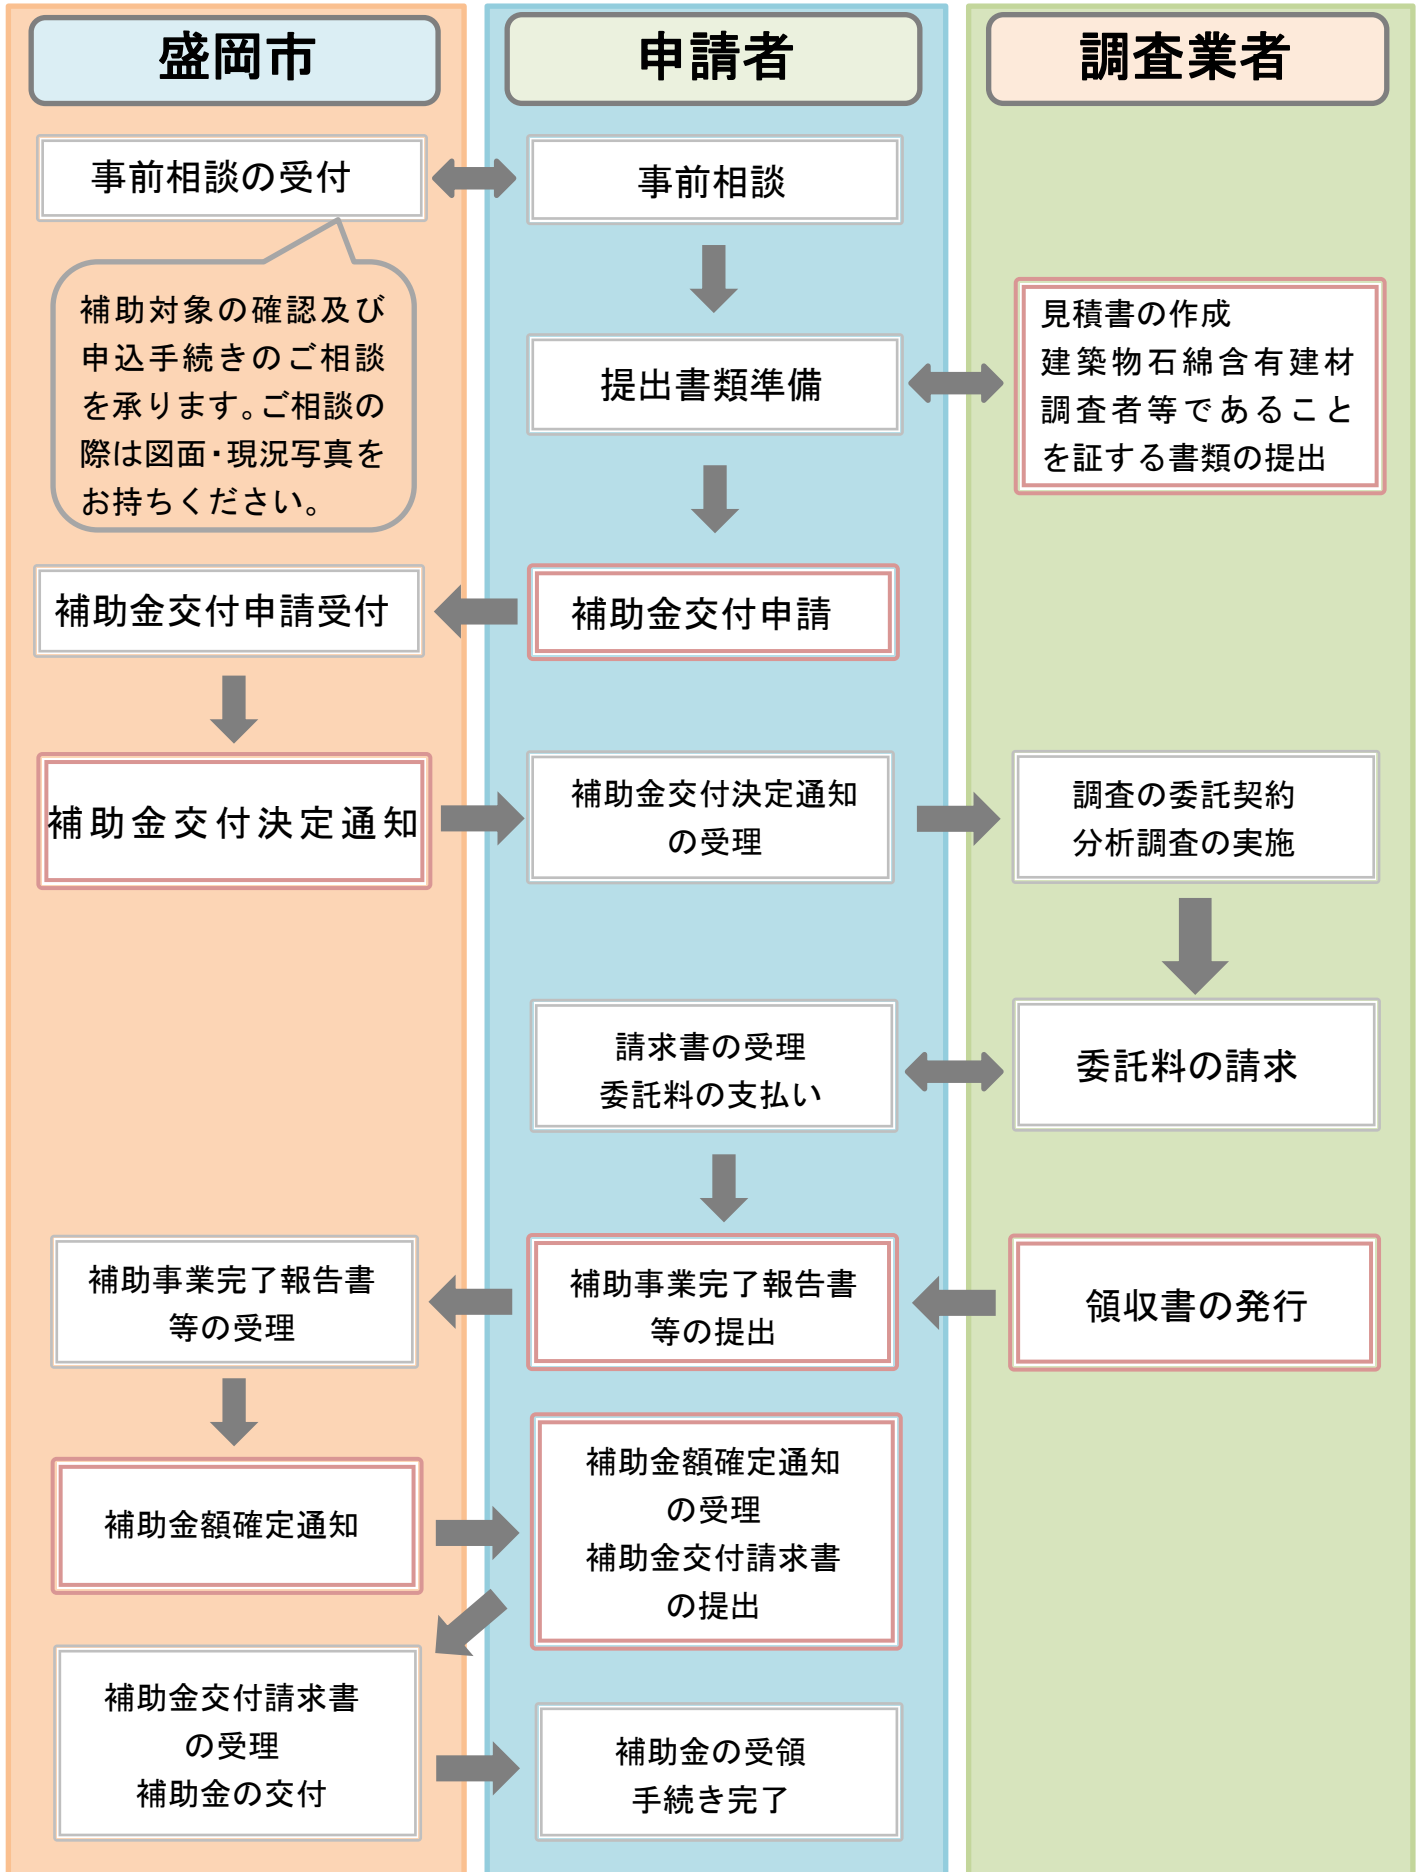 盛岡市
申請者
調査業者
事前相談の受付
事前相談
補助対象の確認及び
申込手続きのご相談
を承ります。ご相談の
際は図面・現況写真を
お持ちください。
提出書類準備
見積書の作成
建築物石綿含有建材
調査者等であること
を証する書類の提出
補助金交付申請受付
補助金交付申請
補助金交付決定通知
補助金交付決定通知
の受理
調査の委託契約
分析調査の実施
請求書の受理
委託料の支払い
委託料の請求
補助事業完了報告書
等の受理
補助事業完了報告書
等の提出
領収書の発行
補助金額確定通知
補助金額確定通知
の受理
補助金交付請求書
の提出
補助金交付請求書
の受理
補助金の交付
補助金の受領
手続き完了